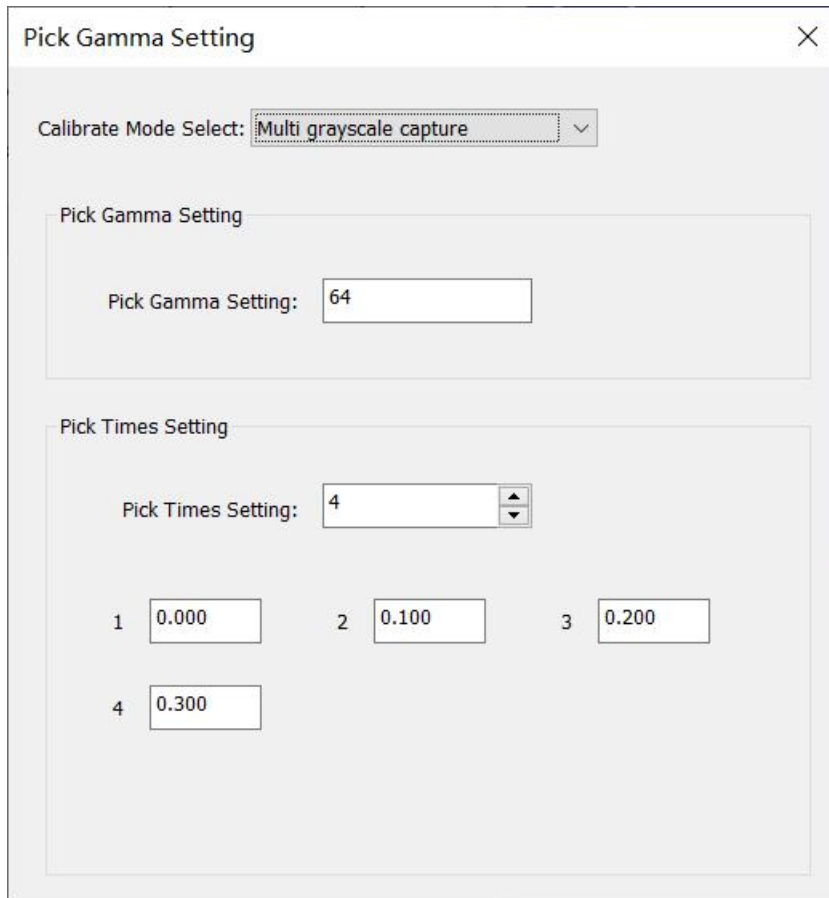 Pick Gamma Setting
Calibrate Mode Select: Multi grayscale capture
Pick Gamma Setting
Pick Gamma Setting: 64
Pick Times Setting
Pick Times Setting: 4
1 0.000 2 0.100 3 0.200
4 0.300